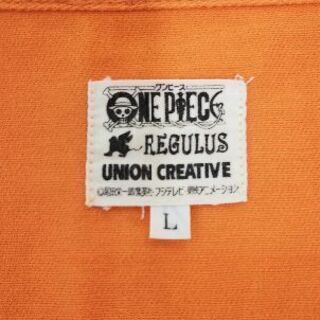 ワンピース
ONE PIECE
REGULUS
UNION CREATIVE
©尾田栄一郎/集英社・フジテレビ・東映アニメーション
L